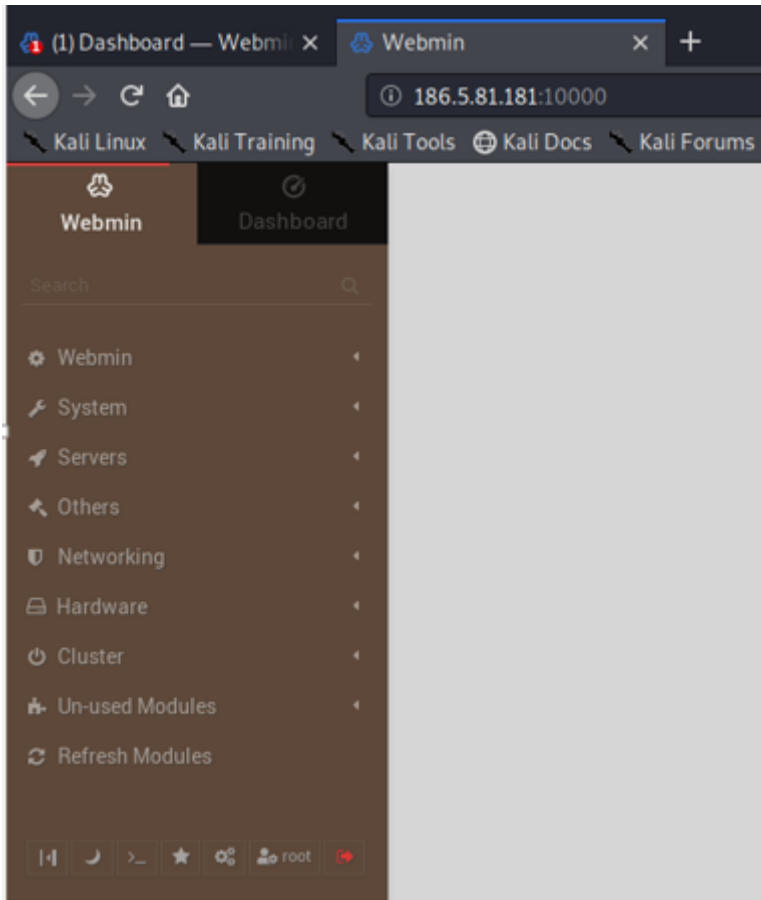 (1) Dashboard — Webmi
Webmin
186.5.81.181:10000
Kali Linux Kali Training Kali Tools Kali Docs Kali Forums
Webmin Dashboard
Search
Webmin
System
Servers
Others
Networking
Hardware
Cluster
Un-used Modules
Refresh Modules
root